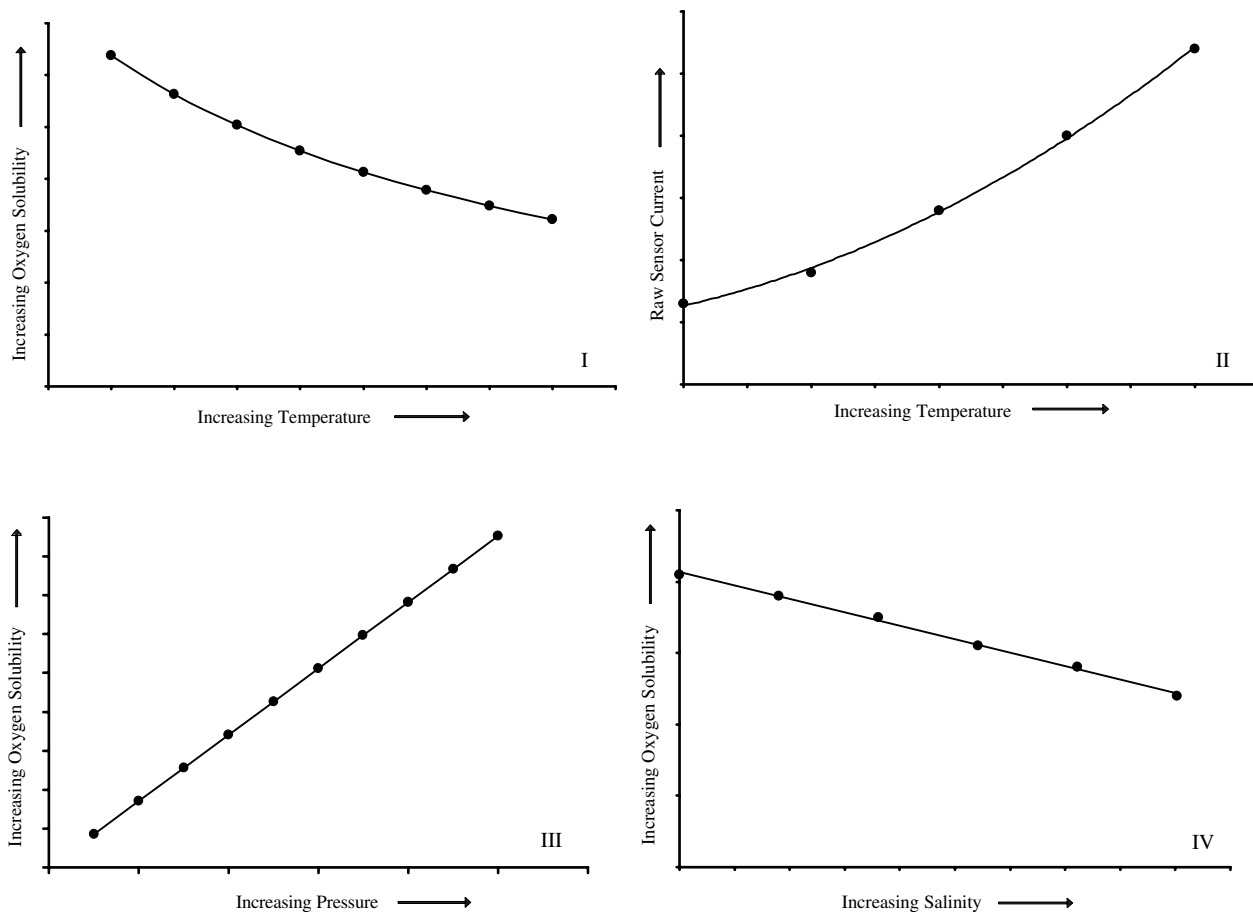 Increasing Oxygen Solubility
I
Increasing Temperature
Raw Sensor Current
II
Increasing Temperature
Increasing Oxygen Solubility
III
Increasing Pressure
Increasing Oxygen Solubility
IV
Increasing Salinity